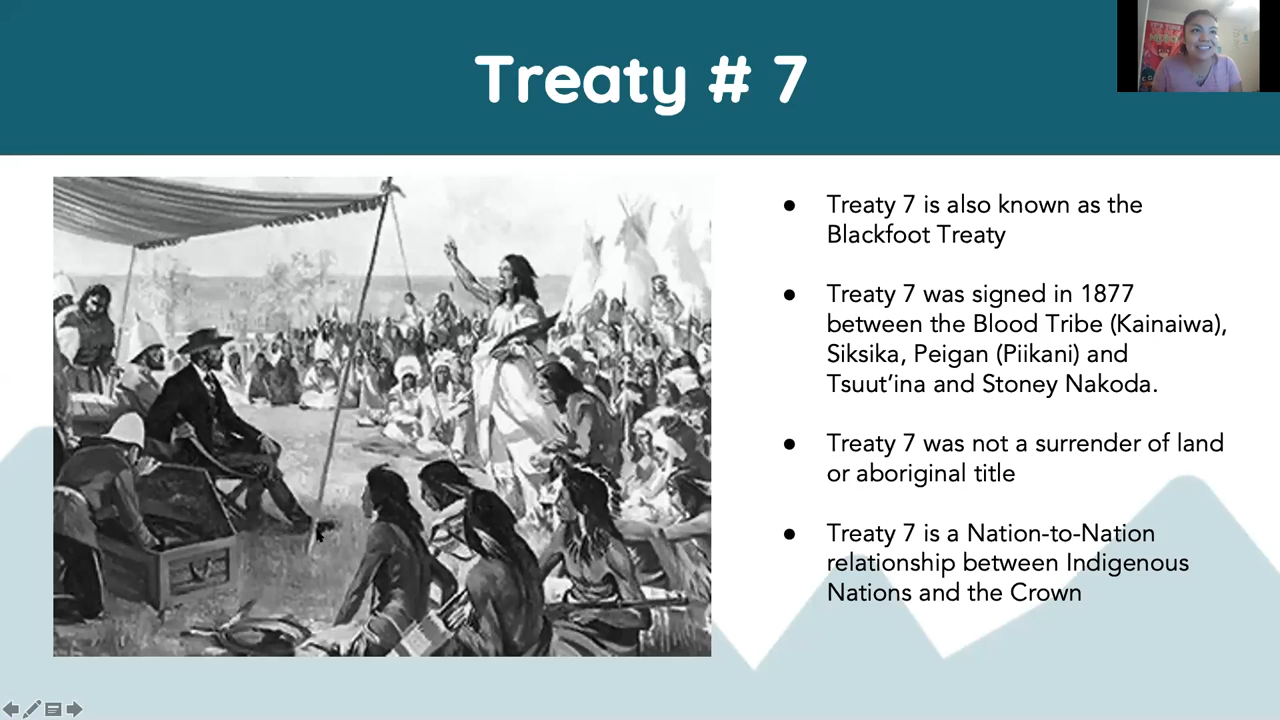 Treaty # 7
Treaty 7 is also known as the
Blackfoot Treaty
Treaty 7 was signed in 1877
between the Blood Tribe (Kainaiwa),
Siksika, Peigan (Piikani) and
Tsuut’ina and Stoney Nakoda.
Treaty 7 was not a surrender of land
or aboriginal title
Treaty 7 is a Nation-to-Nation
relationship between Indigenous
Nations and the Crown